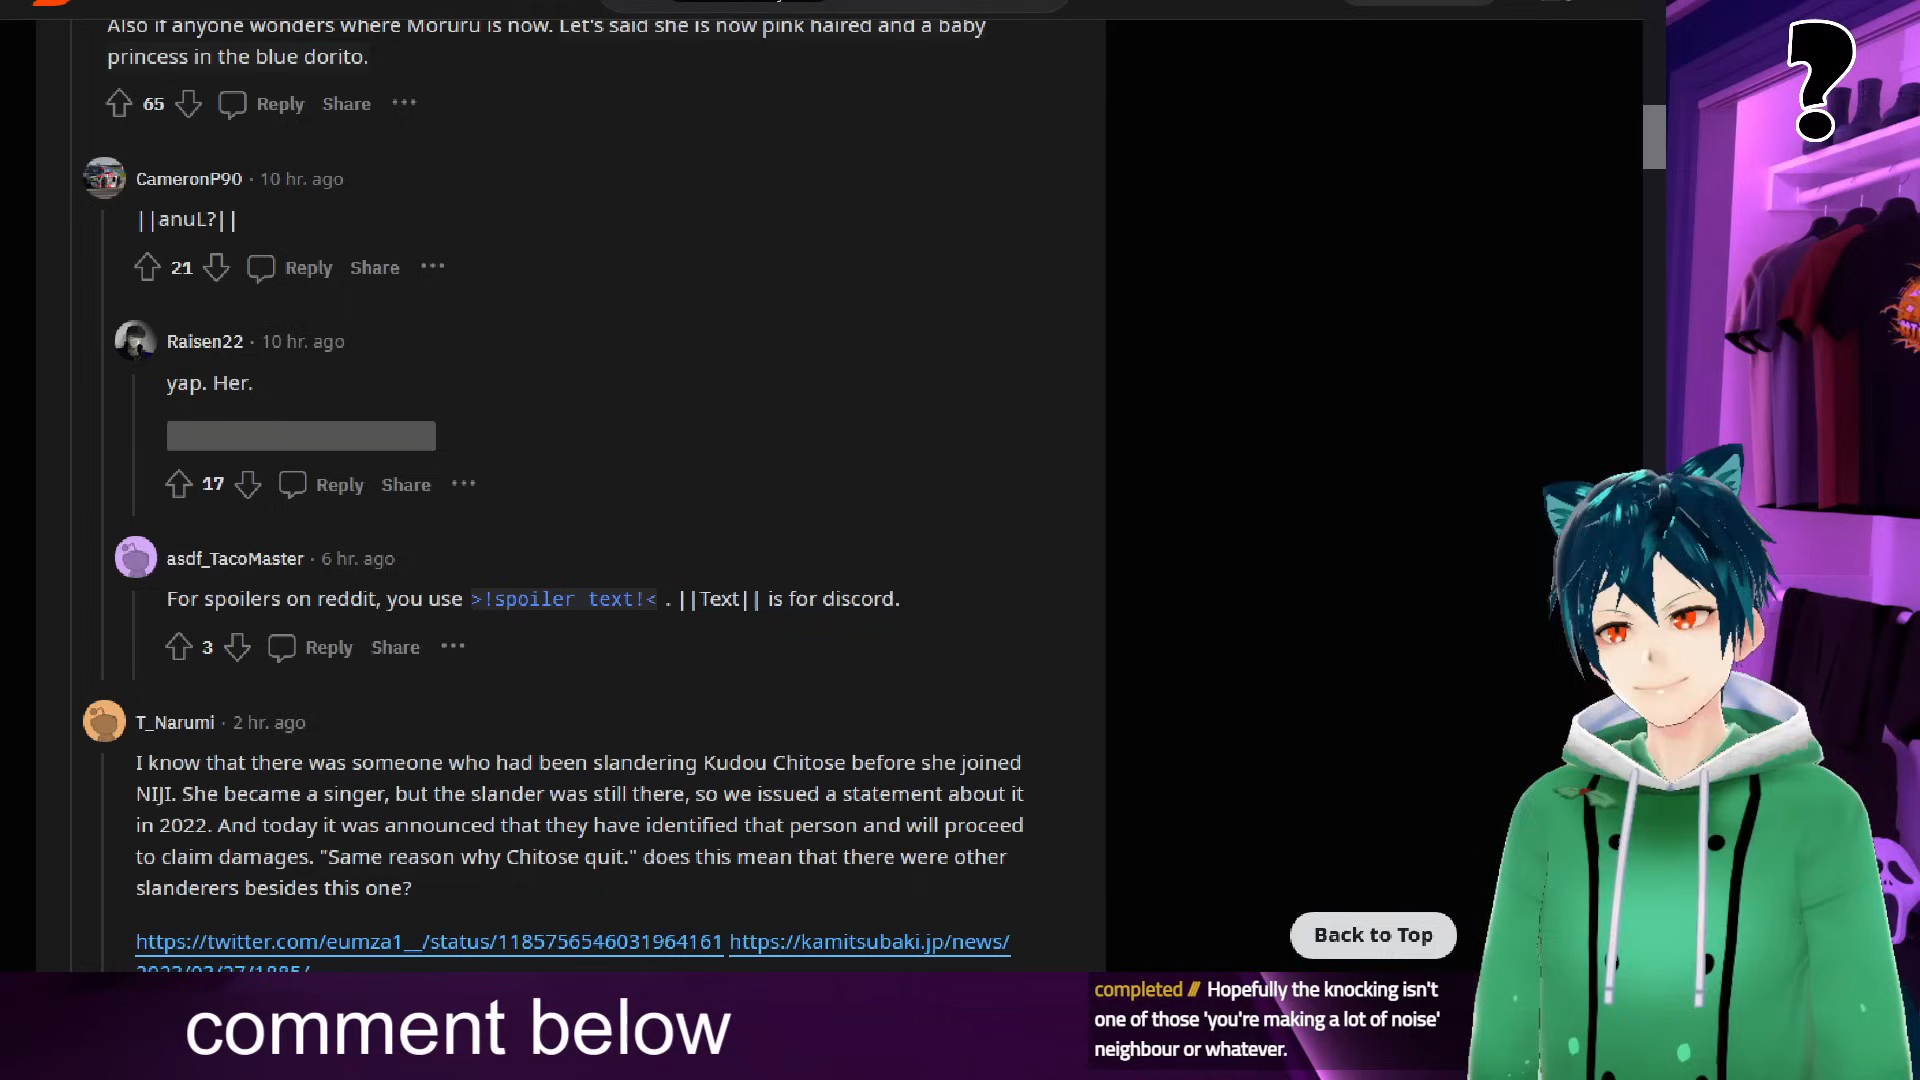 Also if anyone wonders where Moruru is now. Let's said she is now pink haired and a baby
princess in the blue dorito.
65 Reply Share
CameronP90 · 10 hr. ago
||anuL?||
21 Reply Share
Raisen22 · 10 hr. ago
yap. Her.
17 Reply Share
asdf_TacoMaster · 6 hr. ago
For spoilers on reddit, you use >!spoiler text!< . ||Text|| is for discord.
3 Reply Share
T_Narumi · 2 hr. ago
I know that there was someone who had been slandering Kudou Chitose before she joined
NIJI. She became a singer, but the slander was still there, so we issued a statement about it
in 2022. And today it was announced that they have identified that person and will proceed
to claim damages. "Same reason why Chitose quit." does this mean that there were other
slanderers besides this one?
https://twitter.com/eumza1__/status/1185756546031964161 https://kamitsubaki.jp/news/
Back to Top
comment below
completed /// Hopefully the knocking isn't
one of those 'you're making a lot of noise'
neighbour or whatever.
?